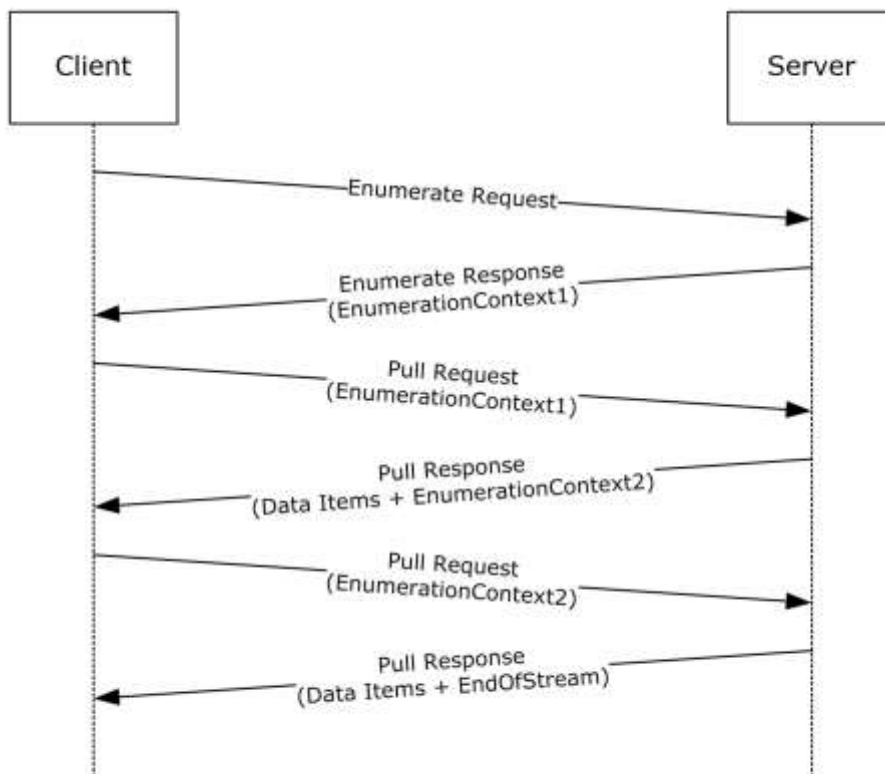 Client
Server
Enumerate Request
Enumerate Response
(EnumerationContext1)
Pull Request
(EnumerationContext1)
Pull Response
(Data Items + EnumerationContext2)
Pull Request
(EnumerationContext2)
Pull Response
(Data Items + EndOfStream)